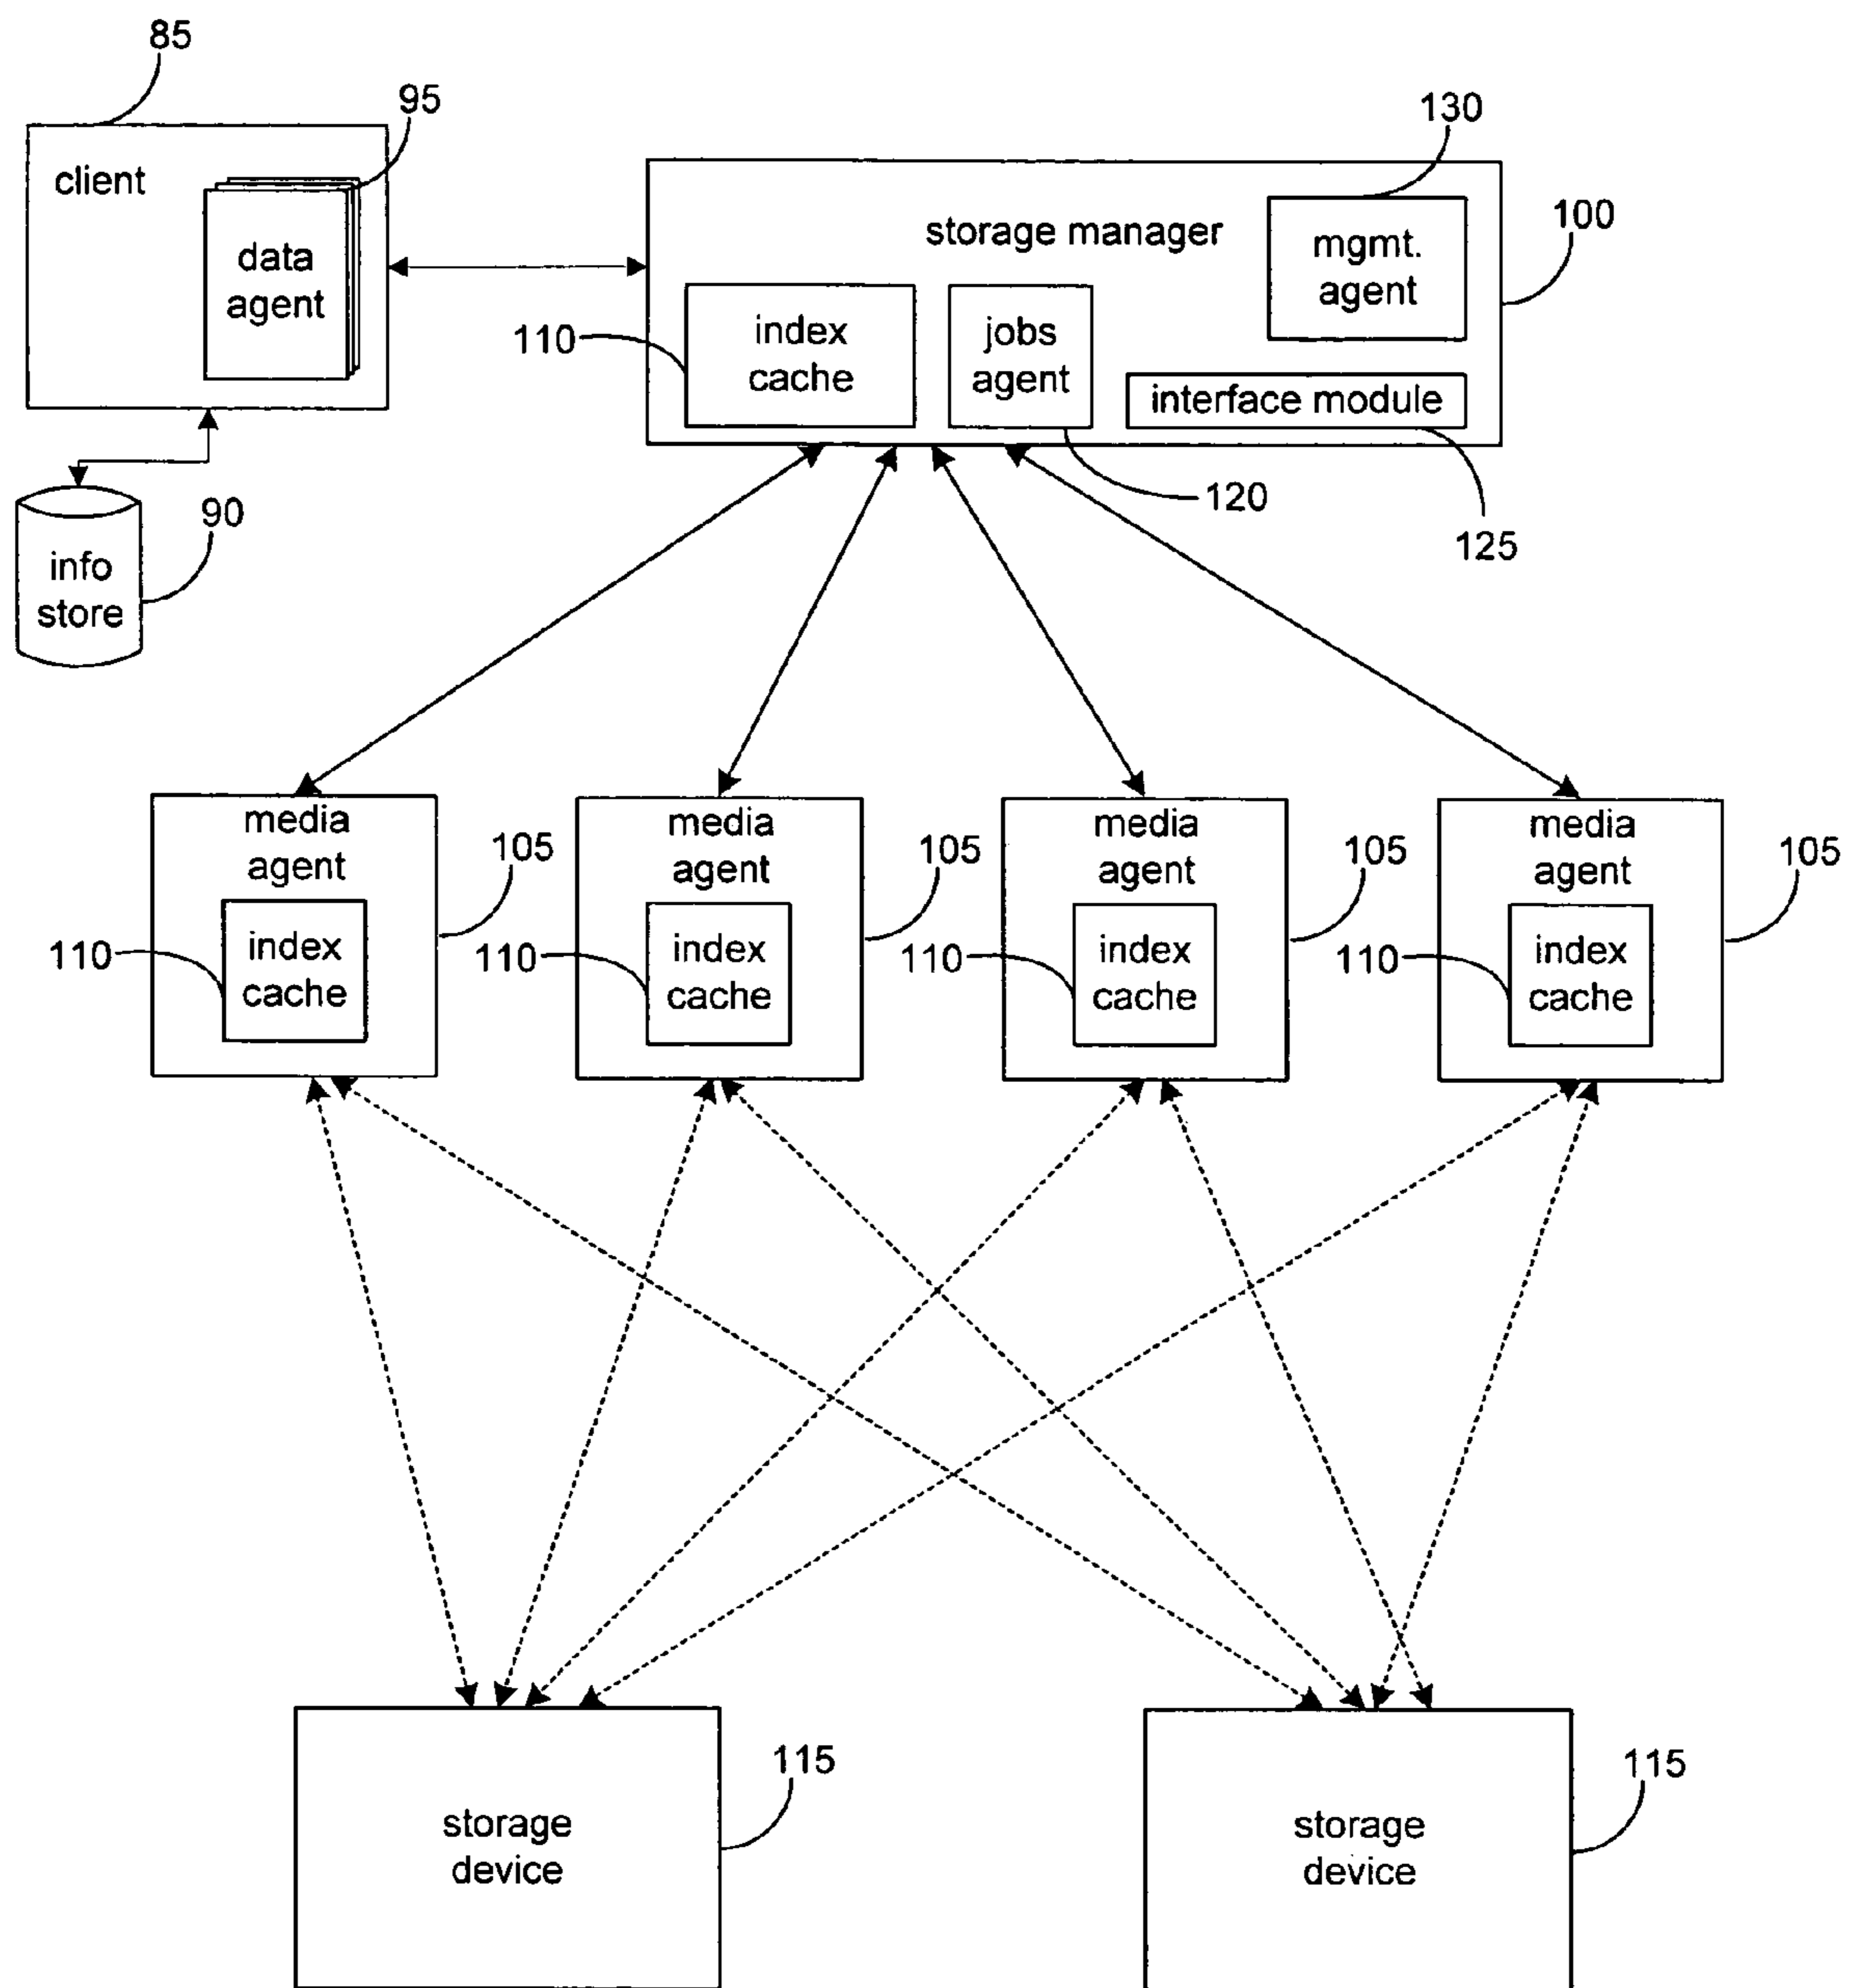 85
95
client
data
agent
90
info
store
130
100
storage manager
mgmt.
agent
110
index
cache
jobs
agent
interface module
120
125
media
agent
105
110
index
cache
media
agent
105
110
index
cache
media
agent
105
110
index
cache
media
agent
105
110
index
cache
storage
device
115
storage
device
115